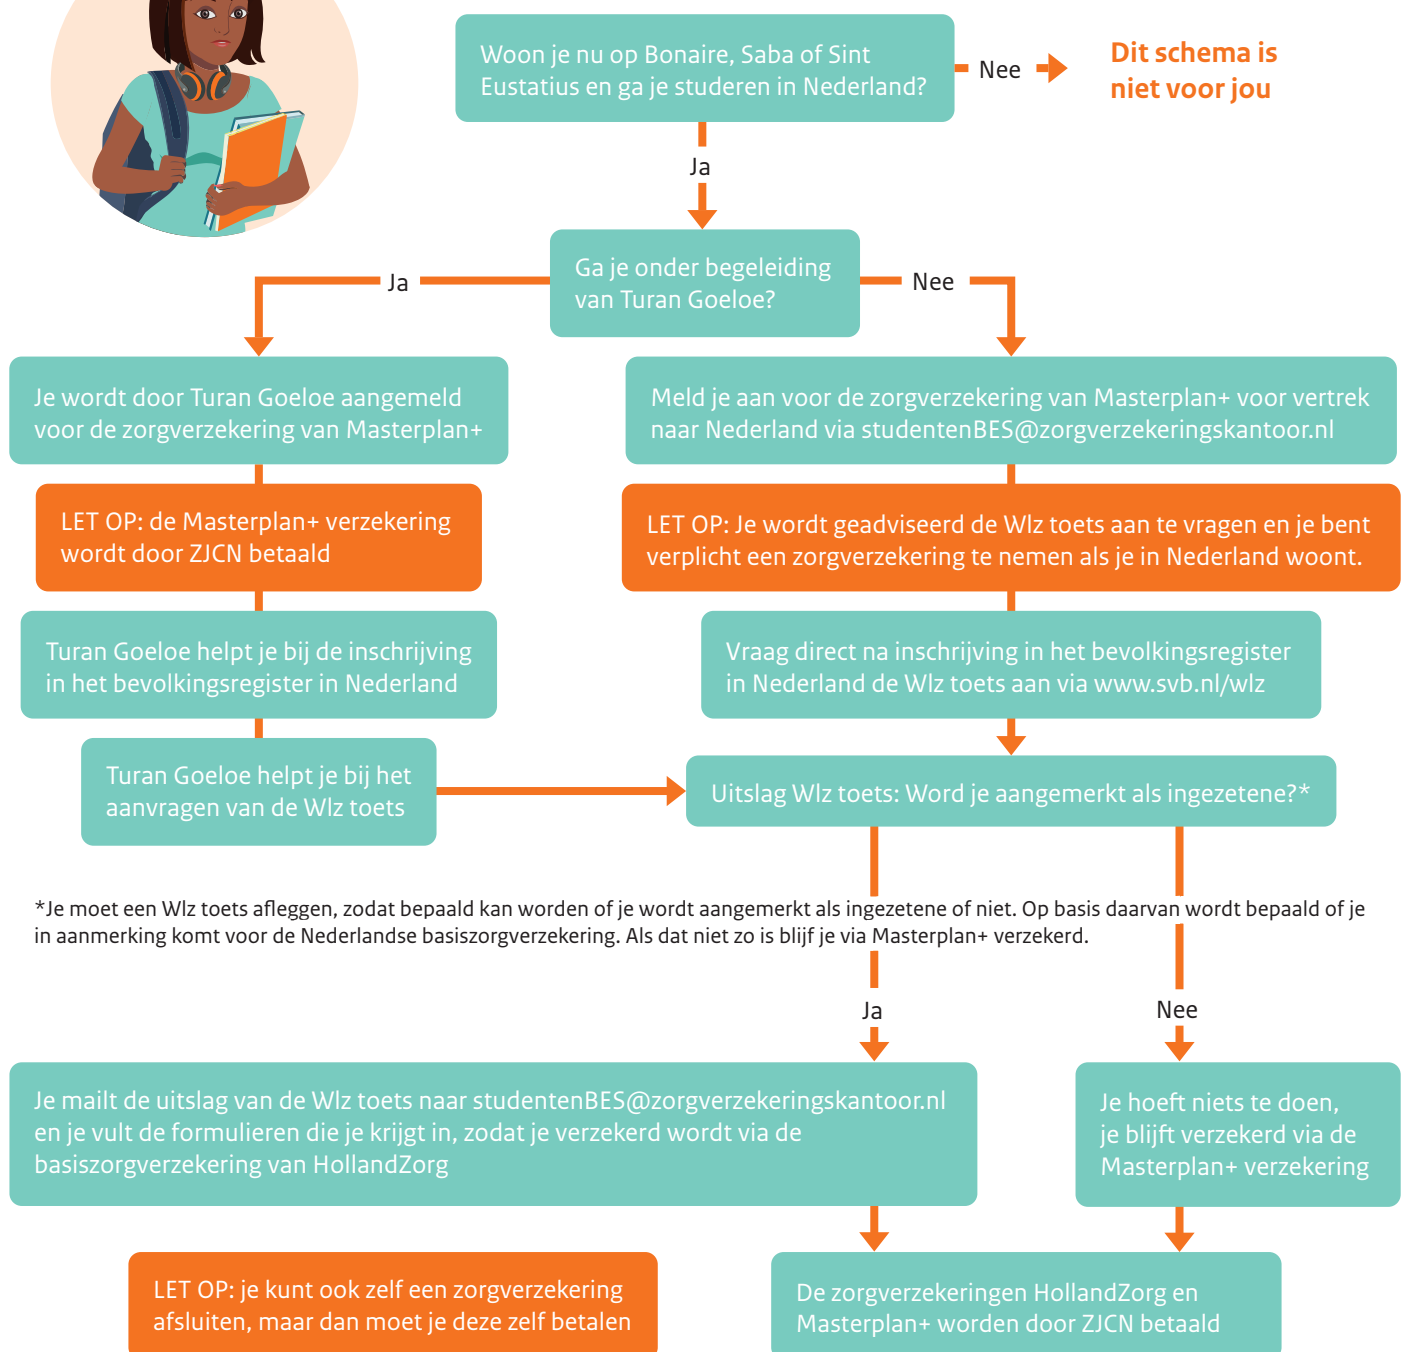 Woon je nu op Bonaire, Saba of Sint
Eustatius en ga je studeren in Nederland?
Nee
Dit schema is
niet voor jou
Ja
Ga je onder begeleiding
van Turan Goeloe?
Ja
Nee
Je wordt door Turan Goeloe aangemeld
voor de zorgverzekering van Masterplan+
Meld je aan voor de zorgverzekering van Masterplan+ voor vertrek
naar Nederland via studentenBES@zorgverzekeringskantoor.nl
LET OP: de Masterplan+ verzekering
wordt door ZJCN betaald
LET OP: Je wordt geadviseerd de Wlz toets aan te vragen en je bent
verplicht een zorgverzekering te nemen als je in Nederland woont.
Turan Goeloe helpt je bij de inschrijving
in het bevolkingsregister in Nederland
Vraag direct na inschrijving in het bevolkingsregister
in Nederland de Wlz toets aan via www.svb.nl/wlz
Turan Goeloe helpt je bij het
aanvragen van de Wlz toets
Uitslag Wlz toets: Word je aangemerkt als ingezetene?*
*Je moet een Wlz toets afleggen, zodat bepaald kan worden of je wordt aangemerkt als ingezetene of niet. Op basis daarvan wordt bepaald of je
in aanmerking komt voor de Nederlandse basiszorgverzekering. Als dat niet zo is blijf je via Masterplan+ verzekerd.
Ja
Nee
Je mailt de uitslag van de Wlz toets naar studentenBES@zorgverzekeringskantoor.nl
en je vult de formulieren die je krijgt in, zodat je verzekerd wordt via de
basiszorgverzekering van HollandZorg
Je hoeft niets te doen,
je blijft verzekerd via de
Masterplan+ verzekering
LET OP: je kunt ook zelf een zorgverzekering
afsluiten, maar dan moet je deze zelf betalen
De zorgverzekeringen HollandZorg en
Masterplan+ worden door ZJCN betaald